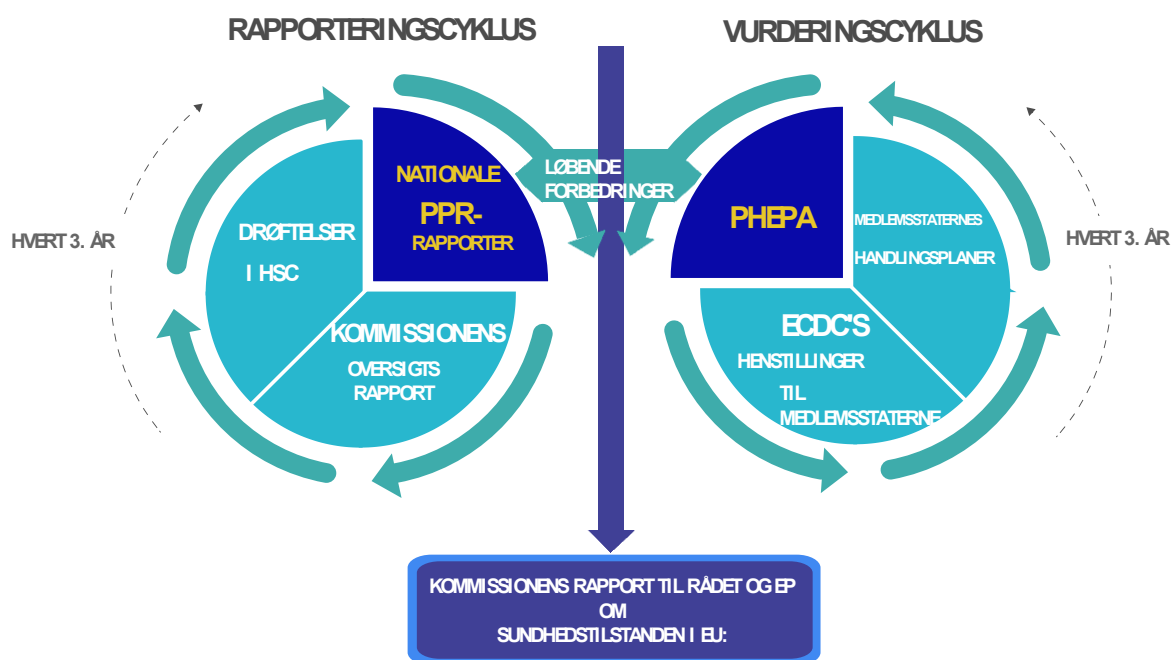 RAPPORTERINGSCYKLUS
VURDERINGSCYKLUS
LØBENDE
FORBEDRINGER
NATIONALE
PPR-
RAPPORTER
DRØFTELSER
I HSC
KOMMISSIONENS
OVERSIGTS
RAPPORT
HVERT 3. ÅR
PHEPA
MEDLEMSSTATERNES
HANDLINGSPLANER
ECDC'S
HENSTILLINGER
TIL
MEDLEMSSTATERNE
HVERT 3. ÅR
KOMMISSIONENS RAPPORT TIL RÅDET OG EP
OM
SUNDHEDSTILSTANDEN I EU: